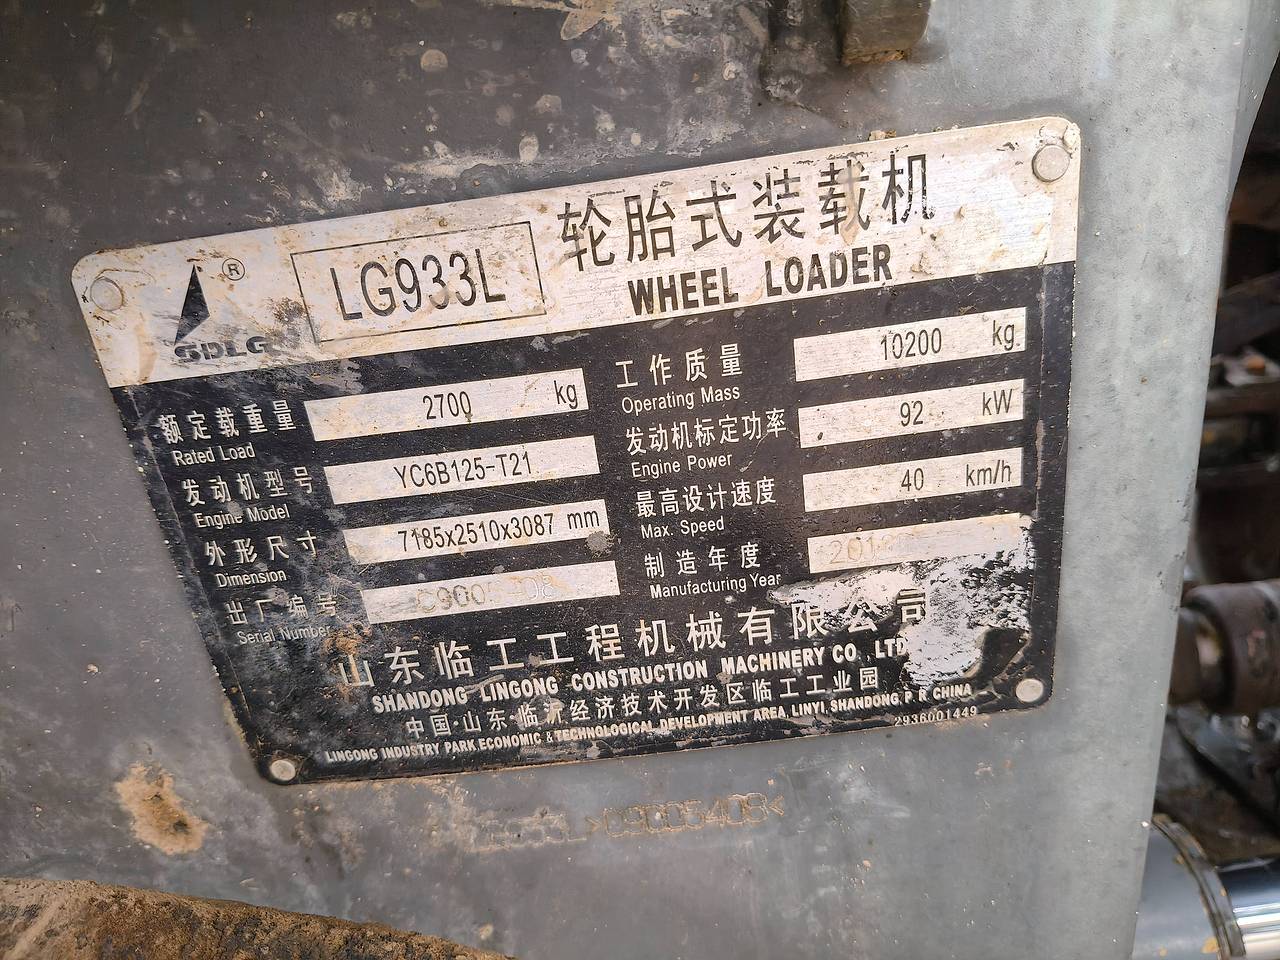 SDLG ®
LG933L
轮胎式装载机
WHEEL LOADER
额定载重量 2700 kg
Rated Load
工作质量 10200 kg
Operating Mass
发动机型号 YC6B125-T21
Engine Model
发动机标定功率 92 kW
Engine Power
外形尺寸 7185x2510x3087 mm
Dimension
最高设计速度 40 km/h
Max. Speed
出厂编号
Serial Number
制造年度
Manufacturing Year
山东临工工程机械有限公司
SHANDONG LINGONG CONSTRUCTION MACHINERY CO., LTD
中国·山东·临沂经济技术开发区临工工业园
LINGONG INDUSTRY PARK ECONOMIC & TECHNOLOGICAL DEVELOPMENT AREA, LINYI, SHANDONG, P R CHINA
2936001449